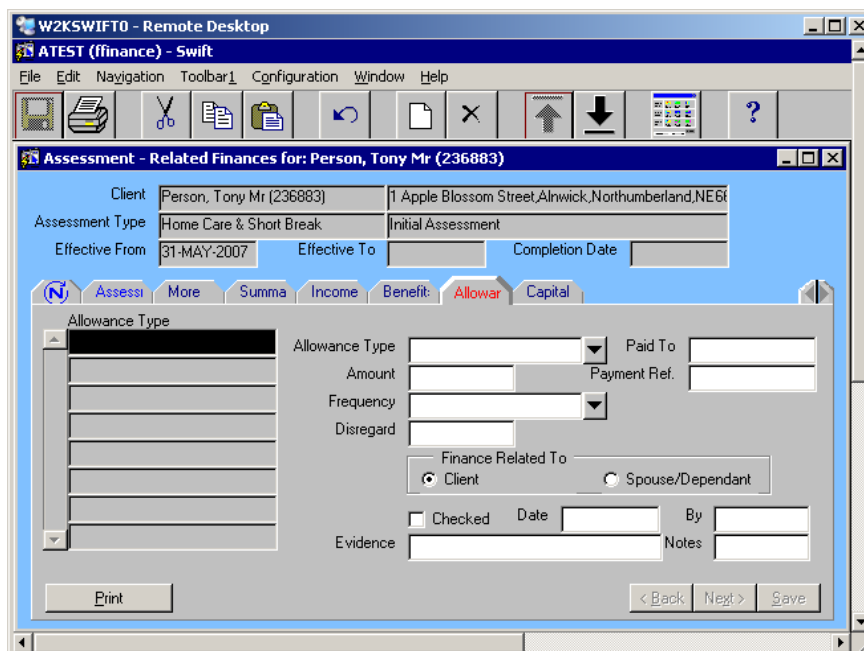 W2KSWIFT0 - Remote Desktop
ATEST (ffinance) - Swift
File Edit Navigation Toolbar1 Configuration Window Help
?
Assessment - Related Finances for: Person, Tony Mr (236883)
Client Person, Tony Mr (236883) 1 Apple Blossom Street,Alnwick,Northumberland,NE66
Assessment Type Home Care & Short Break Initial Assessment
Effective From 31-MAY-2007 Effective To Completion Date
N Assessi More Summa Income Benefit: Allowar Capital
Allowance Type
Allowance Type Paid To
Amount Payment Ref.
Frequency
Disregard
Finance Related To
Client Spouse/Dependant
Checked Date By
Evidence Notes
Print < Back Next > Save